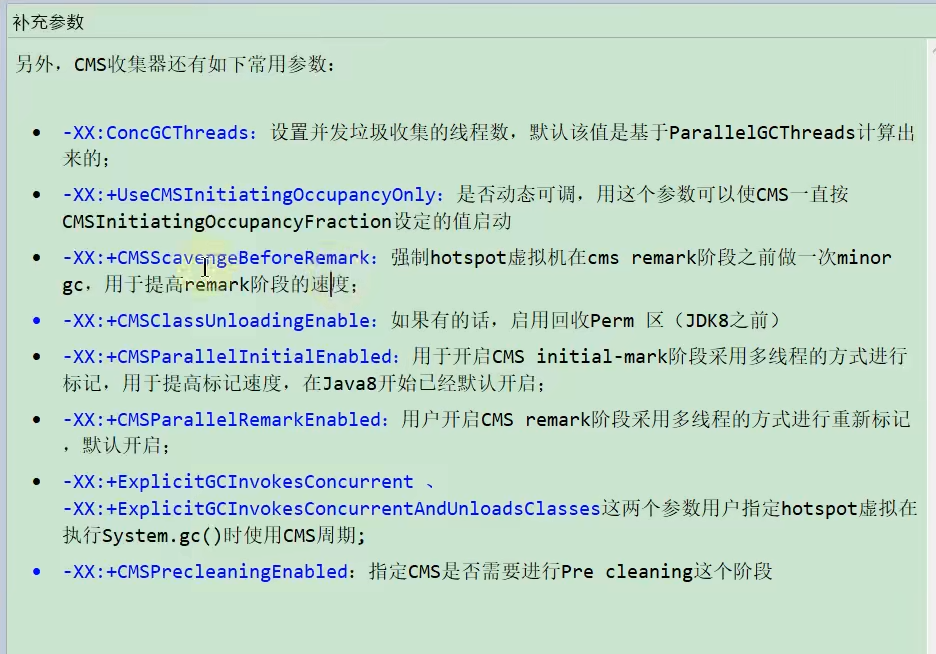 补充参数
另外，CMS收集器还有如下常用参数：
• -XX:ConcGCThreads：设置并发垃圾收集的线程数，默认该值是基于ParallelGCThreads计算出
来的；
• -XX:+UseCMSInitiatingOccupancyOnly：是否动态可调，用这个参数可以使CMS一直按
CMSInitiatingOccupancyFraction设定的值启动
• -XX:+CMSScavengeBeforeRemark：强制hotspot虚拟机在cms remark阶段之前做一次minor
gc，用于提高remark阶段的速度；
• -XX:+CMSClassUnloadingEnable：如果有的话，启用回收Perm 区（JDK8之前）
• -XX:+CMSParallelInitialEnabled：用于开启CMS initial-mark阶段采用多线程的方式进行
标记，用于提高标记速度，在Java8开始已经默认开启；
• -XX:+CMSParallelRemarkEnabled：用户开启CMS remark阶段采用多线程的方式进行重新标记
，默认开启；
• -XX:+ExplicitGCInvokesConcurrent 、
-XX:+ExplicitGCInvokesConcurrentAndUnloadsClasses这两个参数用户指定hotspot虚拟在
执行System.gc()时使用CMS周期；
• -XX:+CMSPrecleaningEnabled：指定CMS是否需要进行Pre cleaning这个阶段